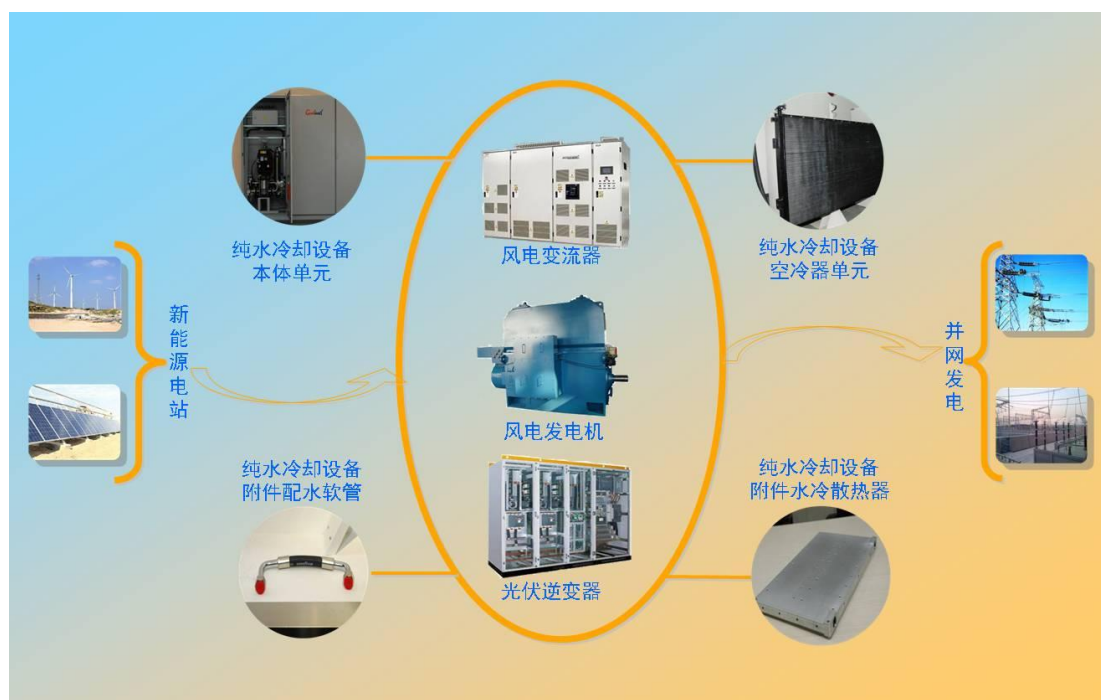 纯水冷却设备
本体单元
风电变流器
纯水冷却设备
空冷器单元
新能源电站
并网发电
风电发电机
纯水冷却设备
附件配水软管
纯水冷却设备
附件水冷散热器
光伏逆变器